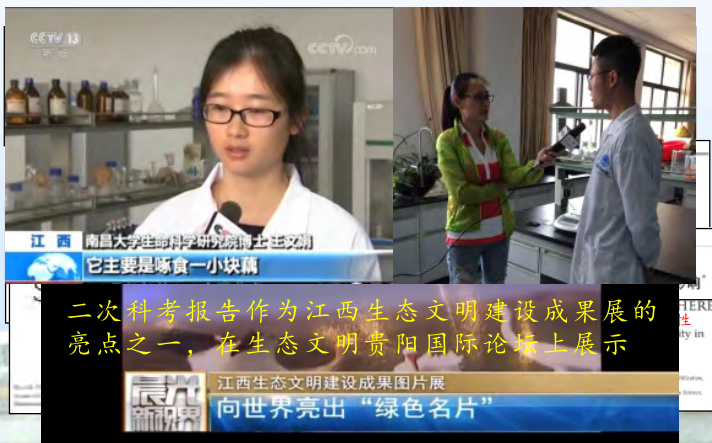 CCTV 13
CCTV.com
江 西
南昌大学生命科学研究院博士 王文娟
它主要是啄食一小块藕
二次科考报告作为江西生态文明建设成果展的
亮点之一，在生态文明贵阳国际论坛上展示
晨光
新视界
江西生态文明建设成果图片展
向世界亮出“绿色名片”
HERE
性
ity in